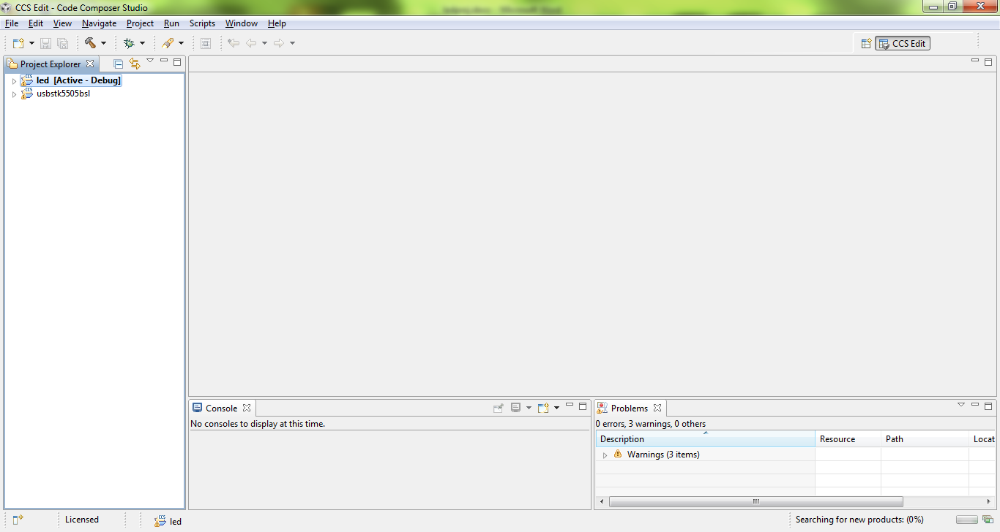 CCS Edit - Code Composer Studio
File Edit View Navigate Project Run Scripts Window Help
CCS Edit
Project Explorer
led [Active - Debug]
usbstk5505bsl
Console
No consoles to display at this time.
Problems
0 errors, 3 warnings, 0 others
Description Resource Path Locat
Warnings (3 items)
Licensed
led
Searching for new products: (0%)